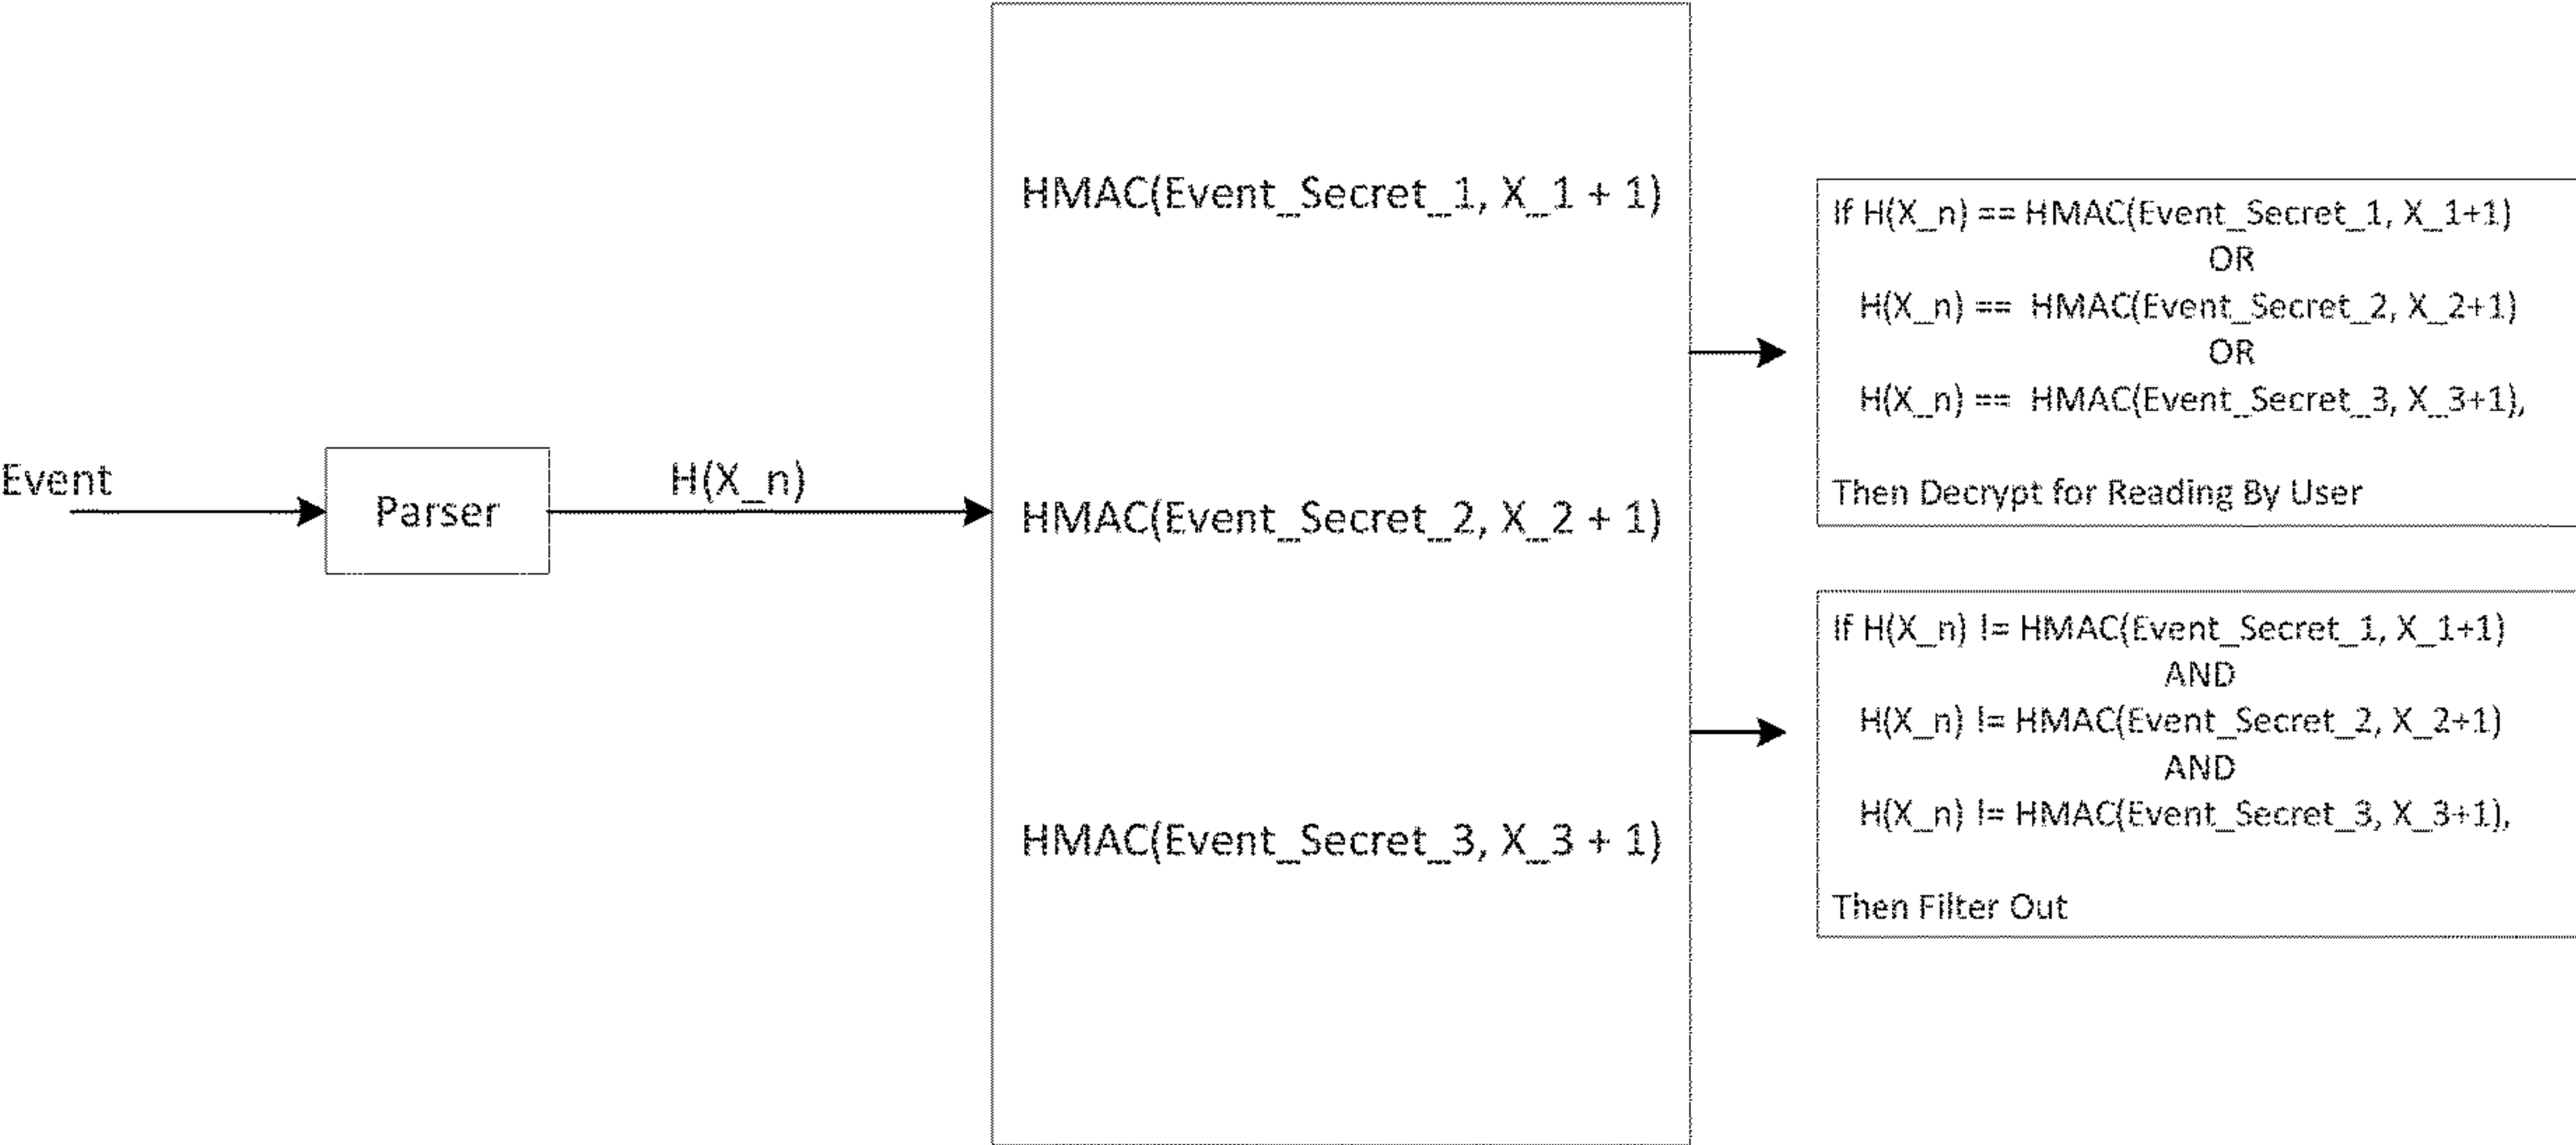 Event
Parser
H(X_n)
HMAC(Event_Secret_1, X_1 + 1)
HMAC(Event_Secret_2, X_2 + 1)
HMAC(Event_Secret_3, X_3 + 1)
If H(X_n) == HMAC(Event_Secret_1, X_1+1)
OR
H(X_n) == HMAC(Event_Secret_2, X_2+1)
OR
H(X_n) == HMAC(Event_Secret_3, X_3+1),
Then Decrypt for Reading By User
If H(X_n) != HMAC(Event_Secret_1, X_1+1)
AND
H(X_n) != HMAC(Event_Secret_2, X_2+1)
AND
H(X_n) != HMAC(Event_Secret_3, X_3+1),
Then Filter Out